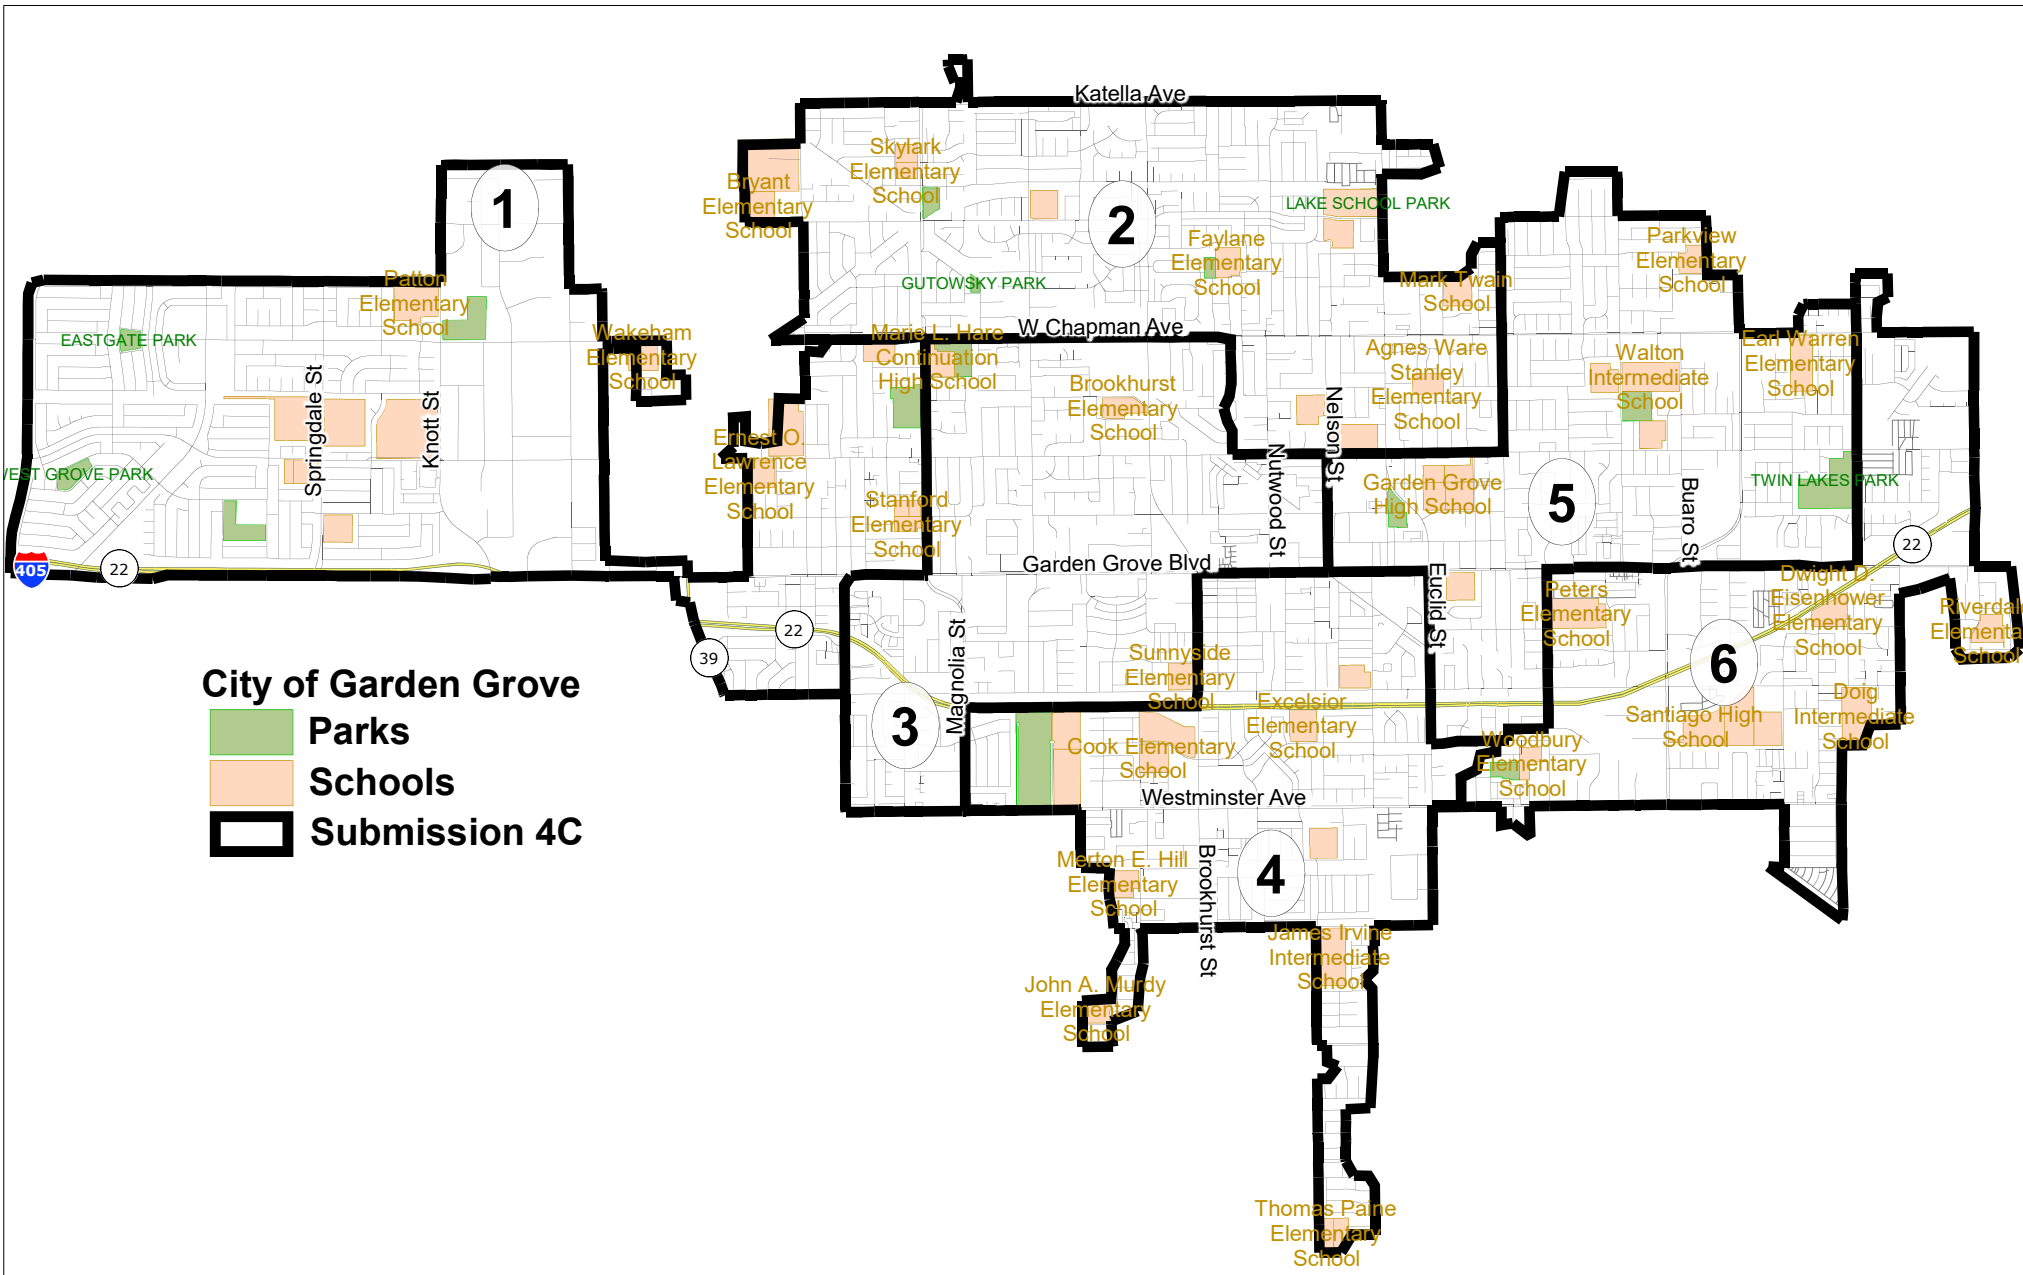 Katella Ave
1
2
Skylark
Elementary
School
Bryant
Elementary
School
LAKE SCHOOL PARK
Faylane
Elementary
School
GUTOWSKY PARK
Mark Twain
School
Parkview
Elementary
School
Patton
Elementary
School
EASTGATE PARK
Wakeham
Elementary
School
W Chapman Ave
Marie L. Hare
Continuation
High School
Brookhurst
Elementary
School
Agnes Ware
Stanley
Elementary
School
Walton
Intermediate
School
Earl Warren
Elementary
School
Springdale St
Knott St
Nelson St
Nutwood St
WEST GROVE PARK
Ernest O.
Lawrence
Elementary
School
Stanford
Elementary
School
Garden Grove
High School
5
Buaro St
TWIN LAKES PARK
22
405
22
Garden Grove Blvd
Euclid St
Peters
Elementary
School
Dwight D.
Eisenhower
Elementary
School
Riverdal
Elementa
School
22
39
Magnolia St
Sunnyside
Elementary
School
6
3
Excelsior
Elementary
School
Cook Elementary
School
Woodbury
Elementary
School
Santiago High
School
Doig
Intermediate
School
City of Garden Grove
Parks
Schools
Submission 4C
Westminster Ave
Merton E. Hill
Elementary
School
Brookhurst St
4
James Irvine
Intermediate
School
John A. Murdy
Elementary
School
Thomas Paine
Elementary
School